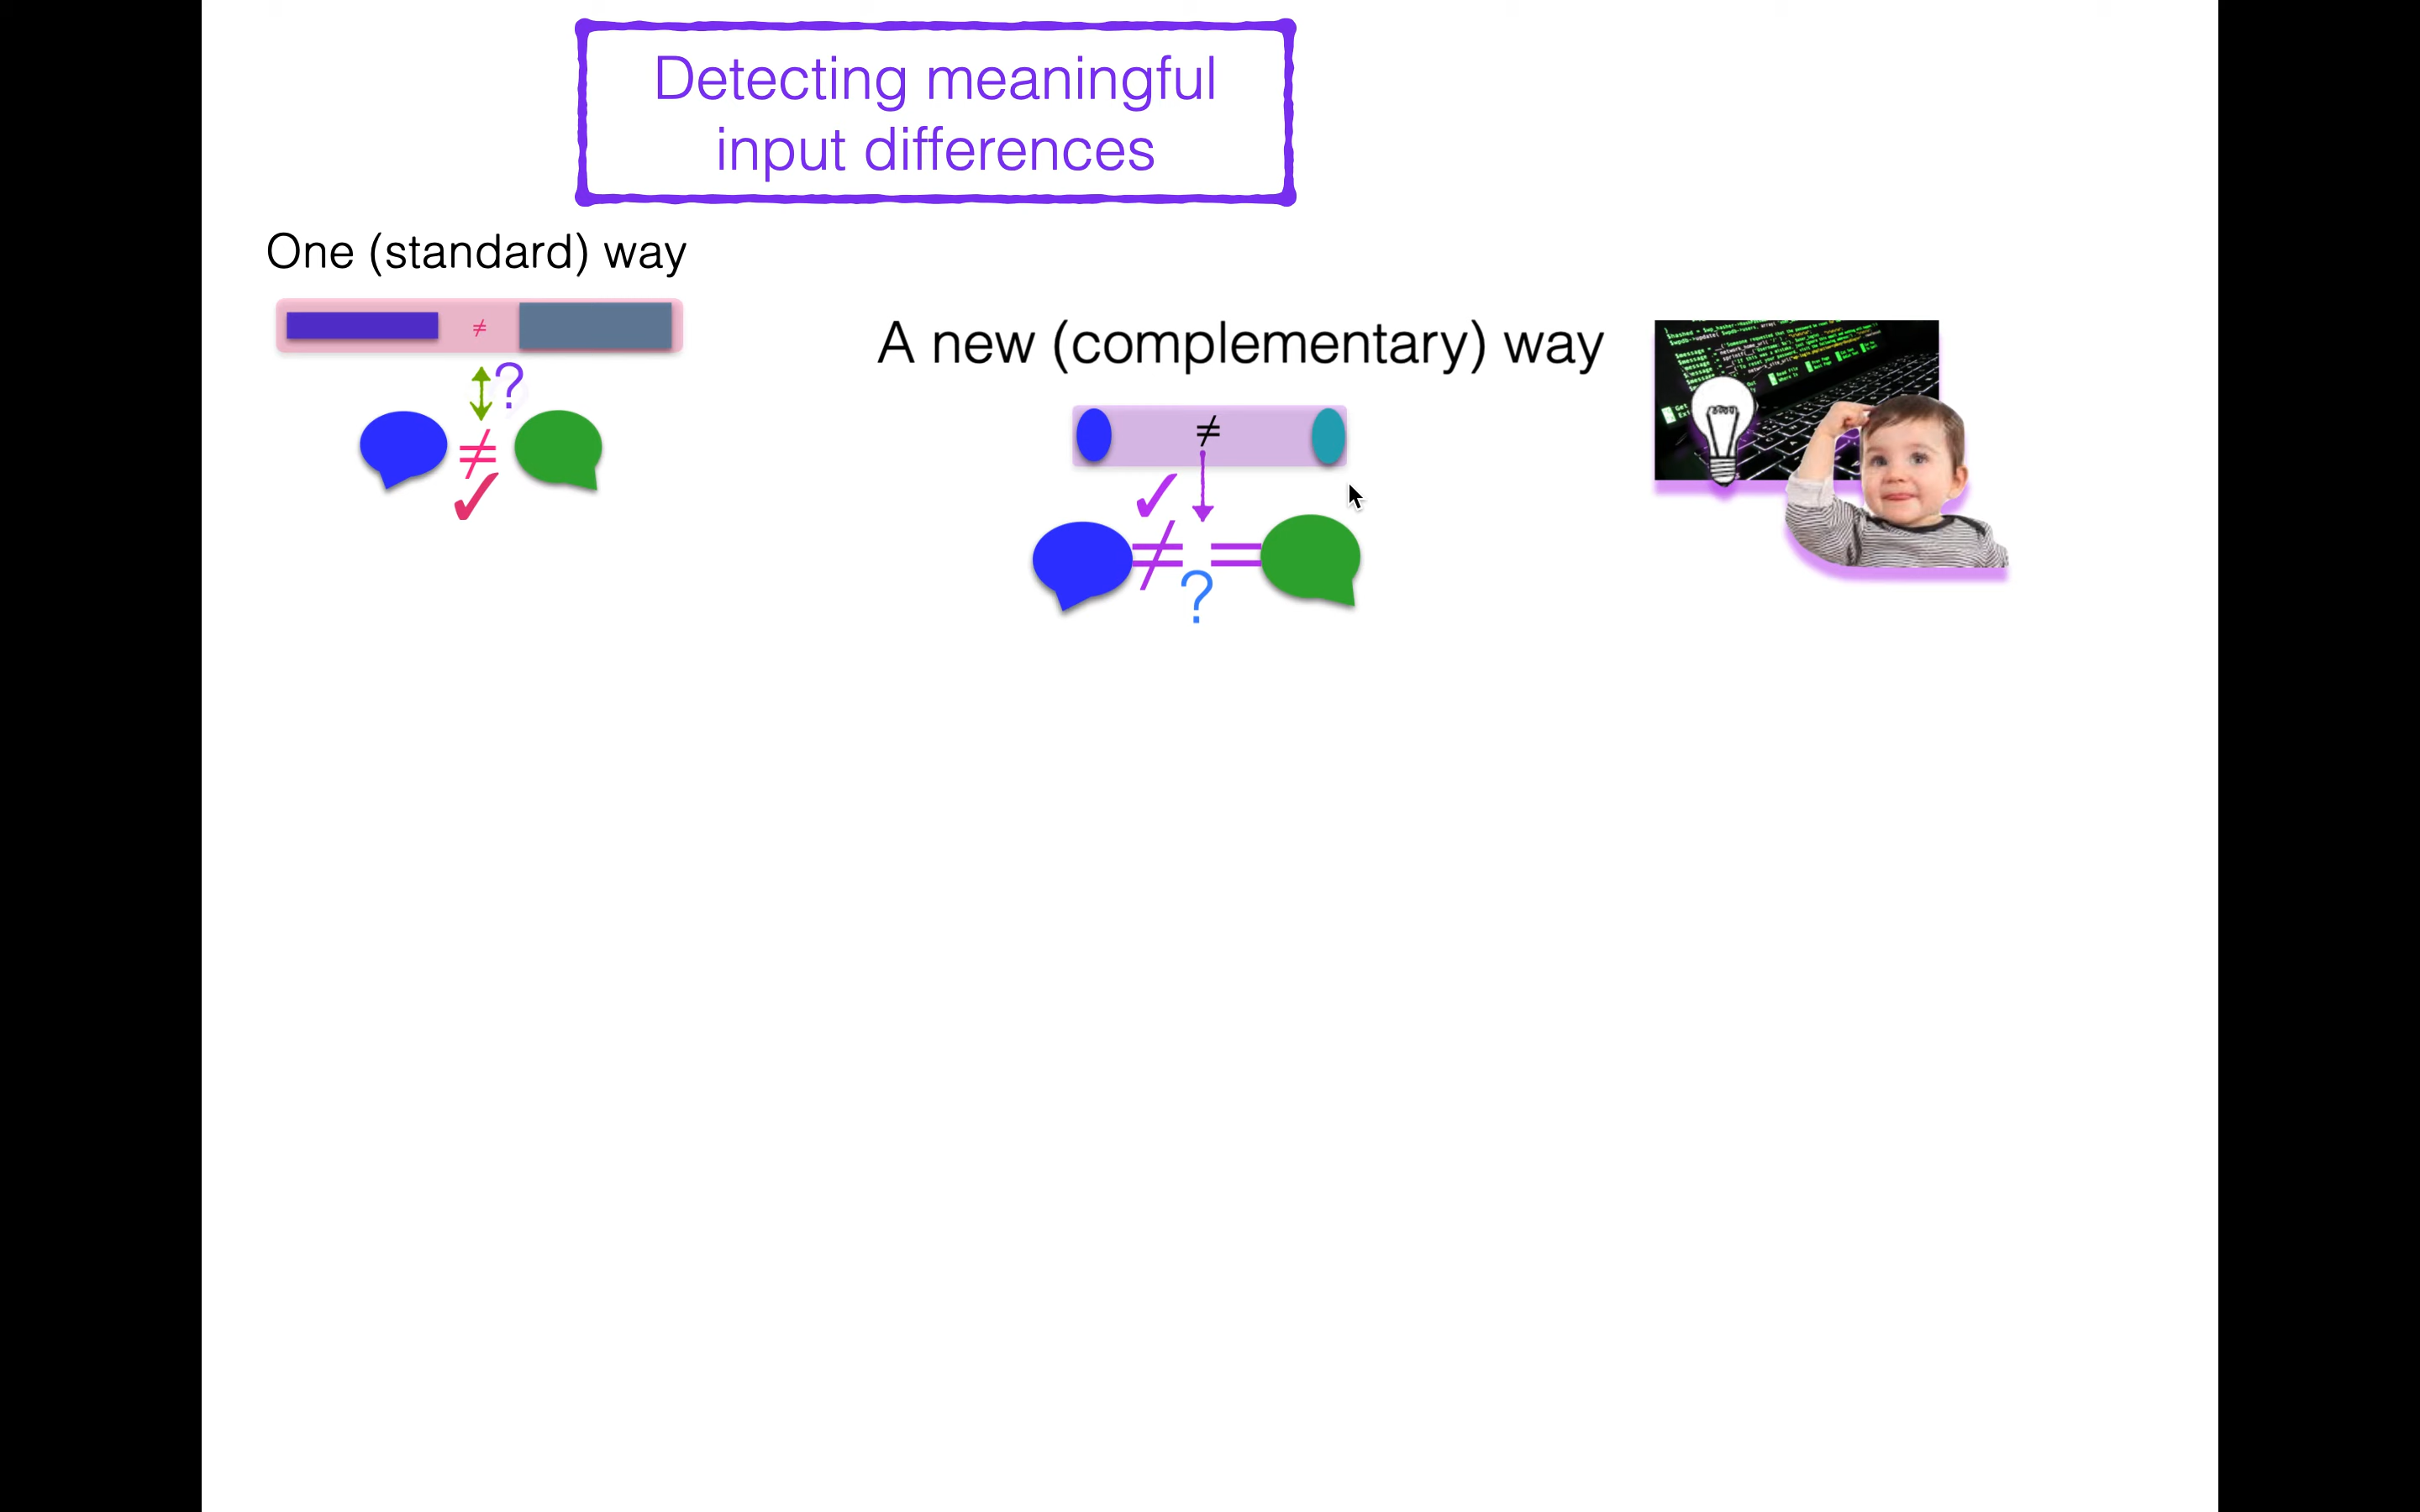 Detecting meaningful
input differences
One (standard) way
≠
?
≠
✓
A new (complementary) way
≠
✓
≠ =
?